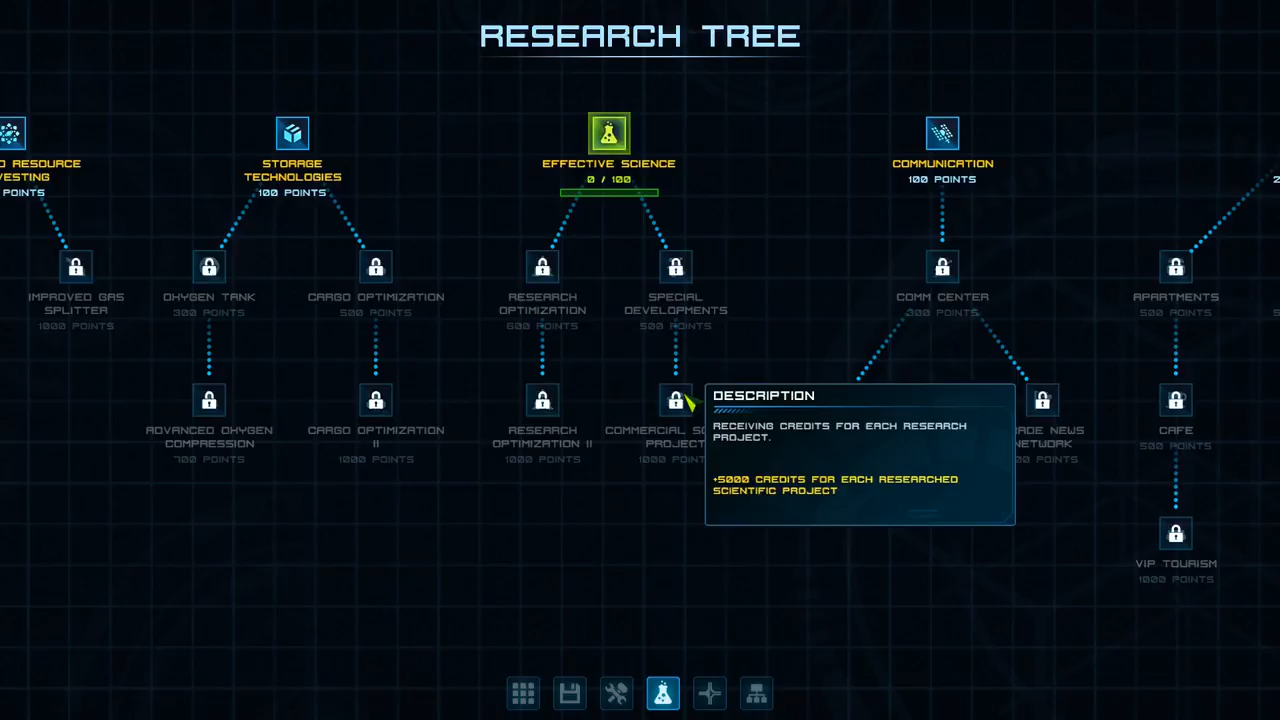 RESEARCH TREE
RESOURCE
STORAGE
TECHNOLOGIES
100 POINTS
EFFECTIVE SCIENCE
0 / 100
COMMUNICATION
100 POINTS
POINTS
IMPROVED GAS
SPLITTER
1000 POINTS
OXYGEN TANK
300 POINTS
CARGO OPTIMIZATION
500 POINTS
RESEARCH
OPTIMIZATION
600 POINTS
SPECIAL
DEVELOPMENTS
500 POINTS
COMM CENTER
300 POINTS
APARTMENTS
500 POINTS
ADVANCED OXYGEN
COMPRESSION
700 POINTS
CARGO OPTIMIZATION
II
1000 POINTS
RESEARCH
OPTIMIZATION II
1000 POINTS
COMMERCIAL
PROJECT
1000 POINTS
DESCRIPTION
RECEIVING CREDITS FOR EACH RESEARCH
PROJECT.
+5000 CREDITS FOR EACH RESEARCHED
SCIENTIFIC PROJECT
NEWS
NETWORK
POINTS
CAFE
500 POINTS
VIP TOURISM
1000 POINTS